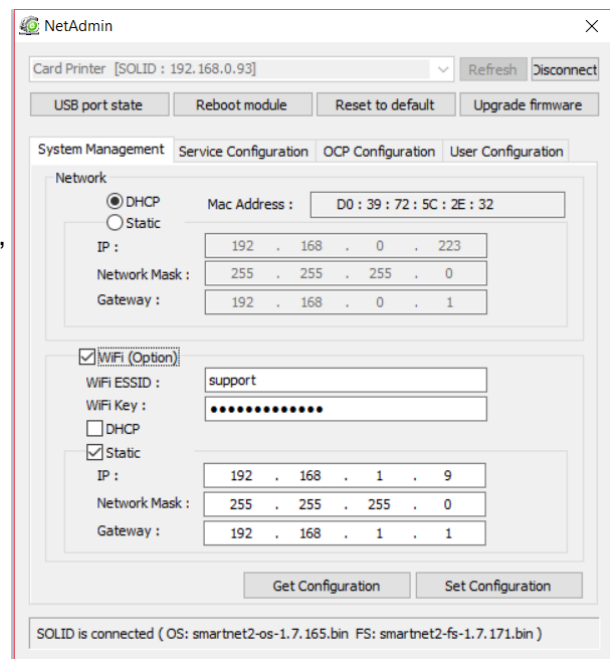 NetAdmin
Card Printer [SOLID : 192.168.0.93] Refresh Disconnect
USB port state Reboot module Reset to default Upgrade firmware
System Management Service Configuration OCP Configuration User Configuration
Network
DHCP Mac Address : D0 : 39 : 72 : 5C : 2E : 32
Static
,
IP : 192 . 168 . 0 . 223
Network Mask : 255 . 255 . 255 . 0
Gateway : 192 . 168 . 0 . 1
WiFi (Option)
WiFi ESSID : support
WiFi Key : •••••••••••••
DHCP
Static
IP : 192 . 168 . 1 . 9
Network Mask : 255 . 255 . 255 . 0
Gateway : 192 . 168 . 1 . 1
Get Configuration Set Configuration
SOLID is connected ( OS: smartnet2-os-1.7.165.bin FS: smartnet2-fs-1.7.171.bin )